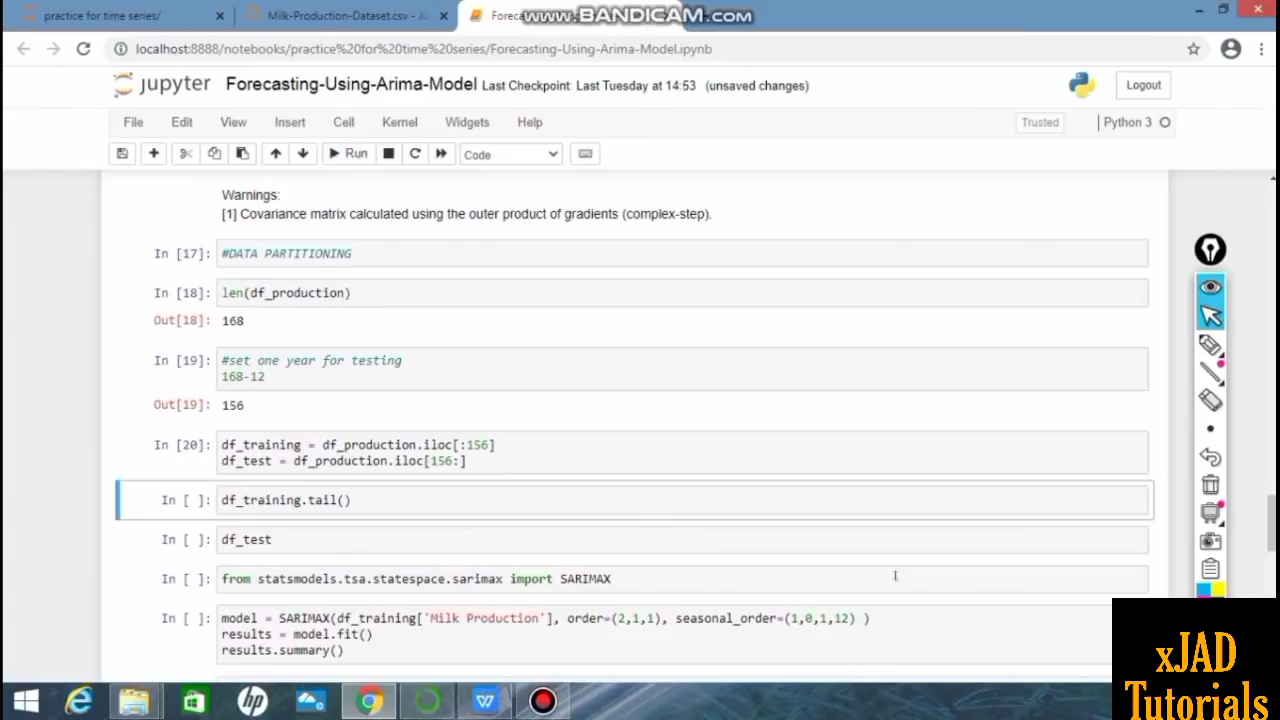 practice for time series/
Milk-Production-Dataset.csv - Ju
Foreca
WWW.BANDICAM.COM
localhost:8888/notebooks/practice%20for%20time%20series/Forecasting-Using-Arima-Model.ipynb
jupyter Forecasting-Using-Arima-Model Last Checkpoint: Last Tuesday at 14:53 (unsaved changes)
Logout
File Edit View Insert Cell Kernel Widgets Help
Trusted Python 3
Run Code
Warnings:
[1] Covariance matrix calculated using the outer product of gradients (complex-step).
In [17]: #DATA PARTITIONING
In [18]: len(df_production)
Out[18]: 168
In [19]: #set one year for testing
168-12
Out[19]: 156
In [20]: df_training = df_production.iloc[:156]
df_test = df_production.iloc[156:]
In [ ]: df_training.tail()
In [ ]: df_test
In [ ]: from statsmodels.tsa.statespace.sarimax import SARIMAX
In [ ]: model = SARIMAX(df_training['Milk Production'], order=(2,1,1), seasonal_order=(1,0,1,12) )
results = model.fit()
results.summary()
xJAD
Tutorials